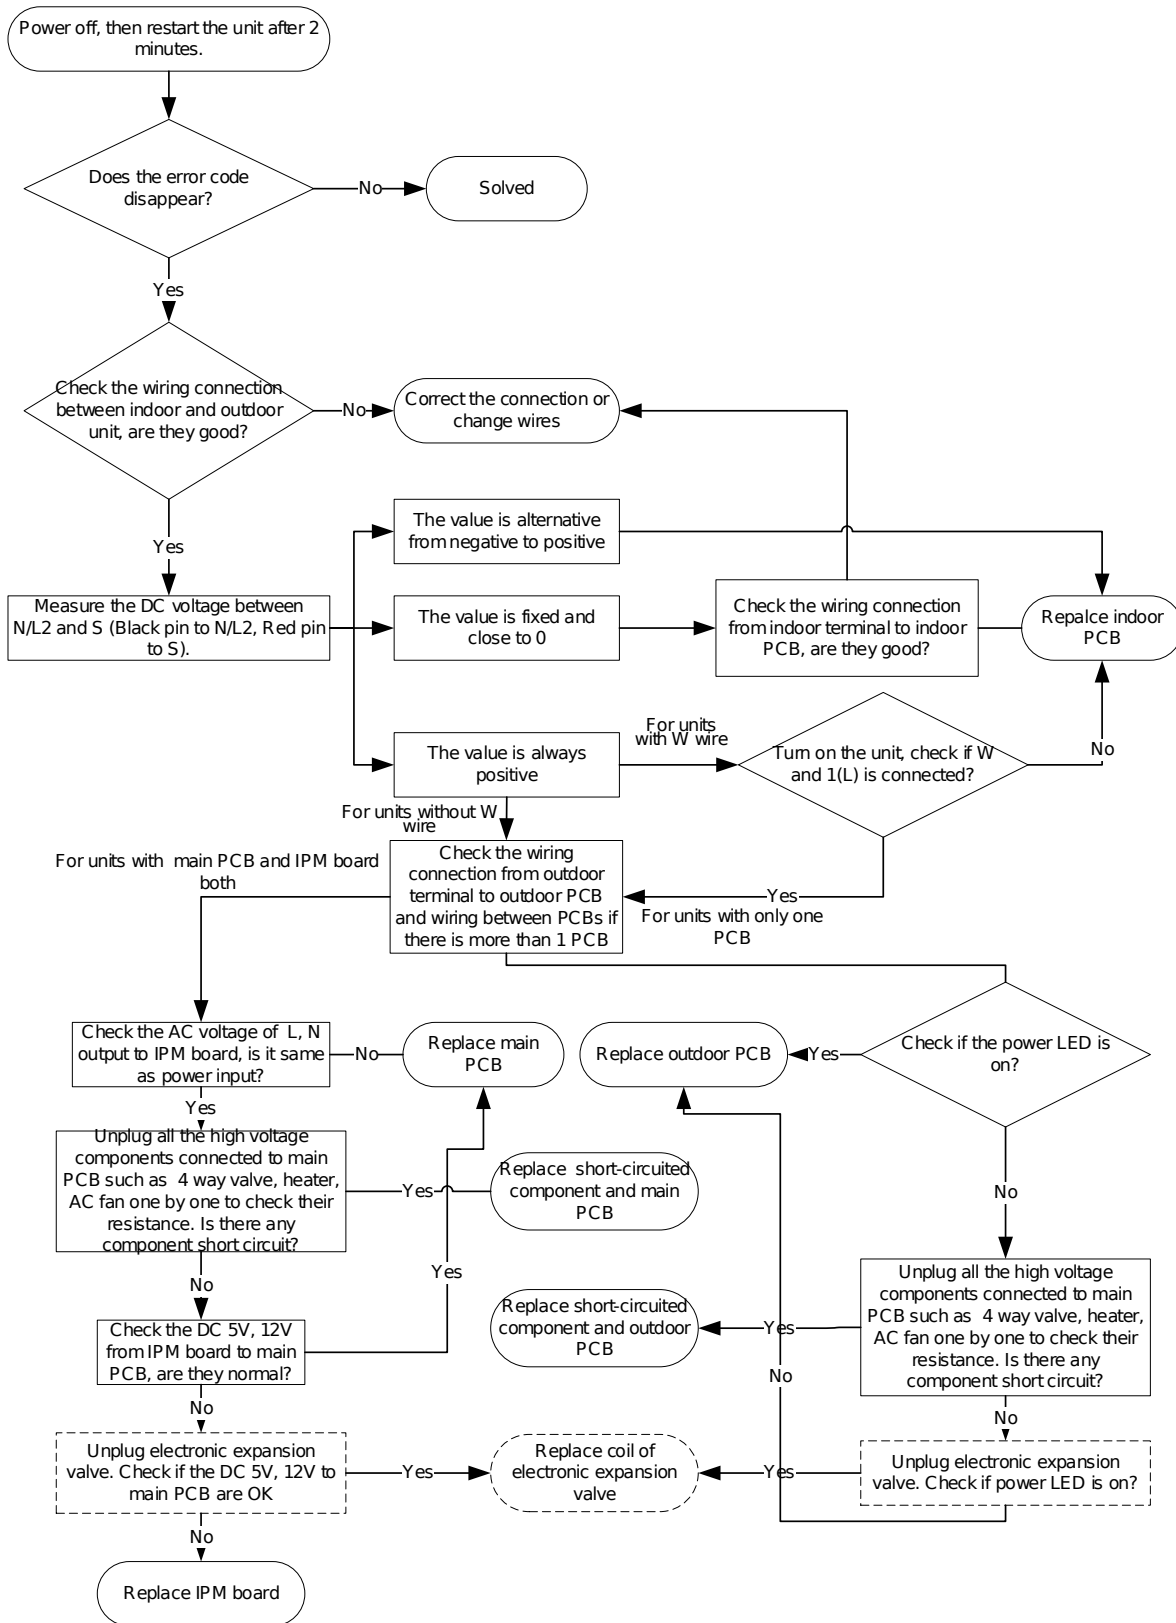 Power off, then restart the unit after 2
minutes.
Does the error code
disappear?
No
Solved
Yes
Check the wiring connection
between indoor and outdoor
unit, are they good?
No
Correct the connection or
change wires
Yes
The value is alternative
from negative to positive
Measure the DC voltage between
N/L2 and S (Black pin to N/L2, Red pin
to S).
The value is fixed and
close to 0
Check the wiring connection
from indoor terminal to indoor
PCB, are they good?
Repalce indoor
PCB
The value is always
positive
For units
with W wire
Turn on the unit, check if W
and 1(L) is connected?
No
For units without W
wire
For units with  main PCB and IPM board
both
Check the wiring
connection from outdoor
terminal to outdoor PCB
and wiring between PCBs if
there is more than 1 PCB
Yes
For units with only one
PCB
Check the AC voltage of  L, N
output to IPM board, is it same
as power input?
No
Replace main
PCB
Replace outdoor PCB
Yes
Check if the power LED is
on?
Yes
Unplug all the high voltage
components connected to main
PCB such as  4 way valve, heater,
AC fan one by one to check their
resistance. Is there any
component short circuit?
Yes
Replace  short-circuited
component and main
PCB
No
Yes
No
Check the DC 5V, 12V
from IPM board to main
PCB, are they normal?
Replace short-circuited
component and outdoor
PCB
Yes
Unplug all the high voltage
components connected to main
PCB such as  4 way valve, heater,
AC fan one by one to check their
resistance. Is there any
component short circuit?
No
No
No
Unplug electronic expansion
valve. Check if the DC 5V, 12V to
main PCB are OK
Yes
Replace coil of
electronic expansion
valve
Yes
Unplug electronic expansion
valve. Check if power LED is on?
No
Replace IPM board